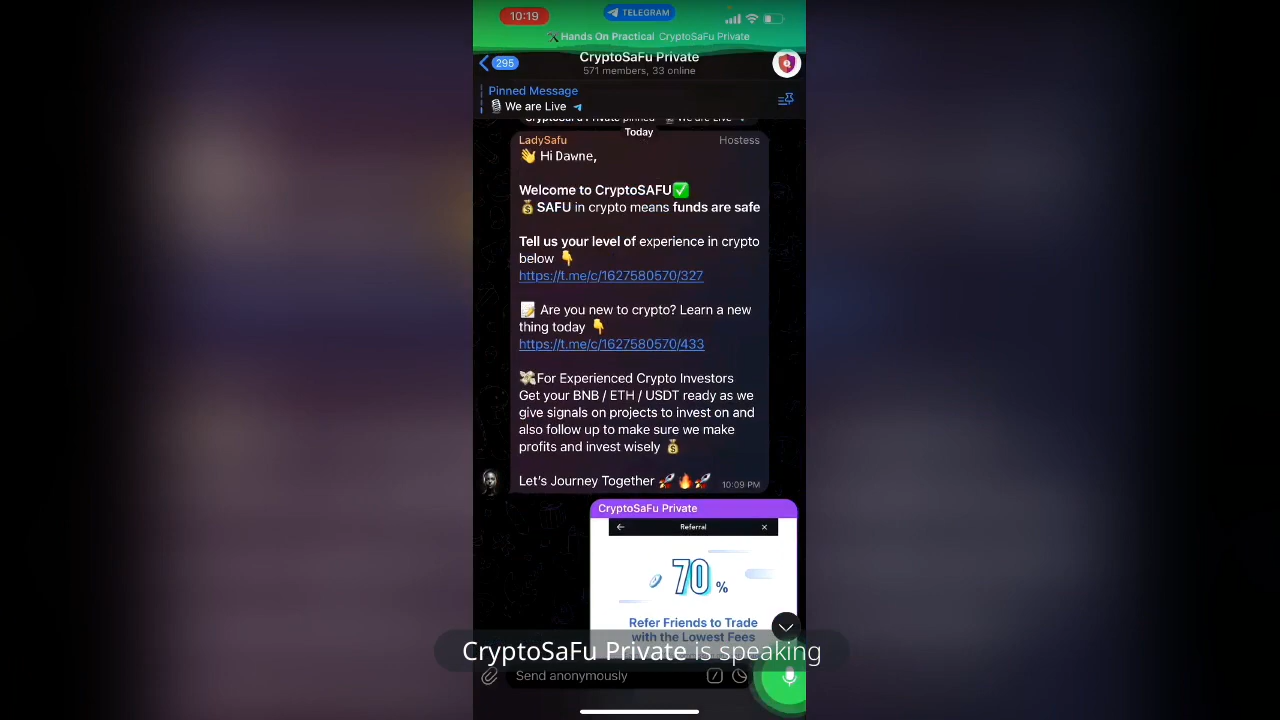 10:19
TELEGRAM
Hands On Practical CryptoSaFu Private
295
CryptoSaFu Private
571 members, 33 online
Pinned Message
🎙️We are Live
CryptoSaFu Private pinned "🎙️We are Live
Today
LadySafu Hostess
👋 Hi Dawne,
Welcome to CryptoSAFU✅
💰SAFU in crypto means funds are safe
Tell us your level of experience in crypto
below 👇
https://t.me/c/1627580570/327
📝 Are you new to crypto? Learn a new
thing today 👇
https://t.me/c/1627580570/433
💸For Experienced Crypto Investors
Get your BNB / ETH / USDT ready as we
give signals on projects to invest on and
also follow up to make sure we make
profits and invest wisely 💰
Let's Journey Together 🚀🔥🚀 10:09 PM
CryptoSaFu Private
Referral
70 %
Refer Friends to Trade
with the Lowest Fees
CryptoSaFu Private is speaking
Send anonymously